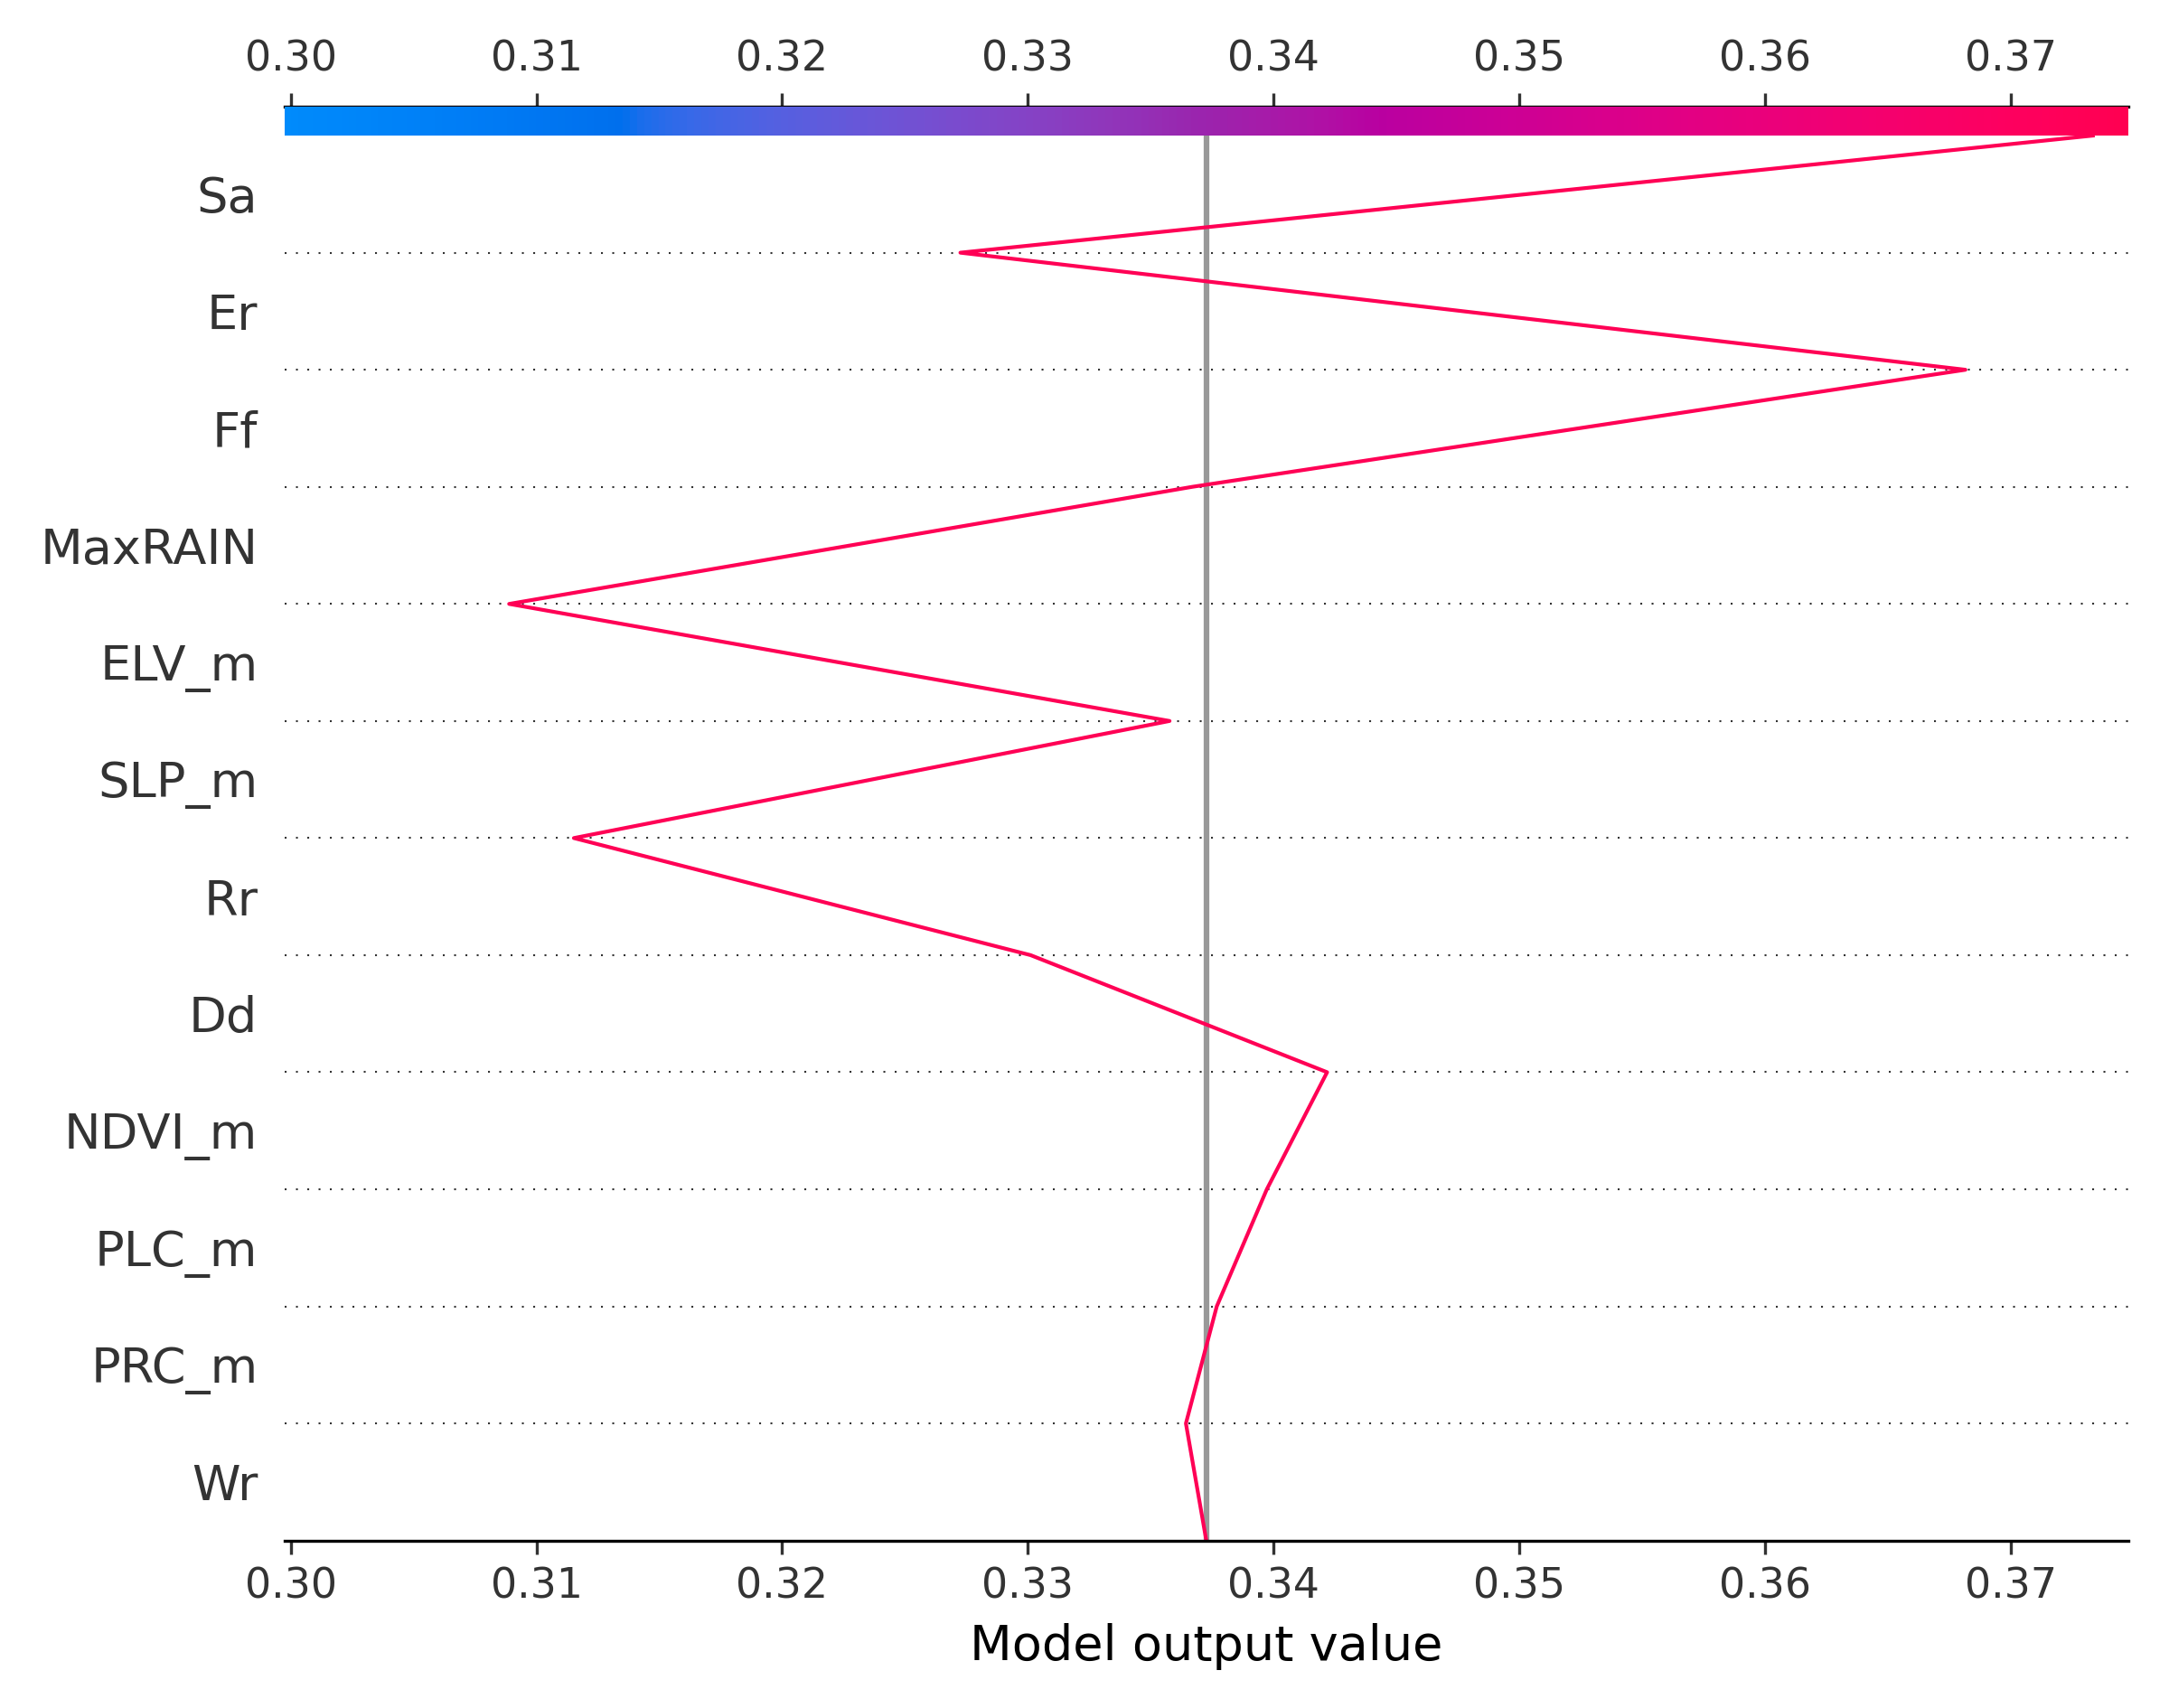 0.30 0.31 0.32 0.33 0.34 0.35 0.36 0.37
Sa
Er
Ff
MaxRAIN
ELV_m
SLP_m
Rr
Dd
NDVI_m
PLC_m
PRC_m
Wr
0.30 0.31 0.32 0.33 0.34 0.35 0.36 0.37
Model output value